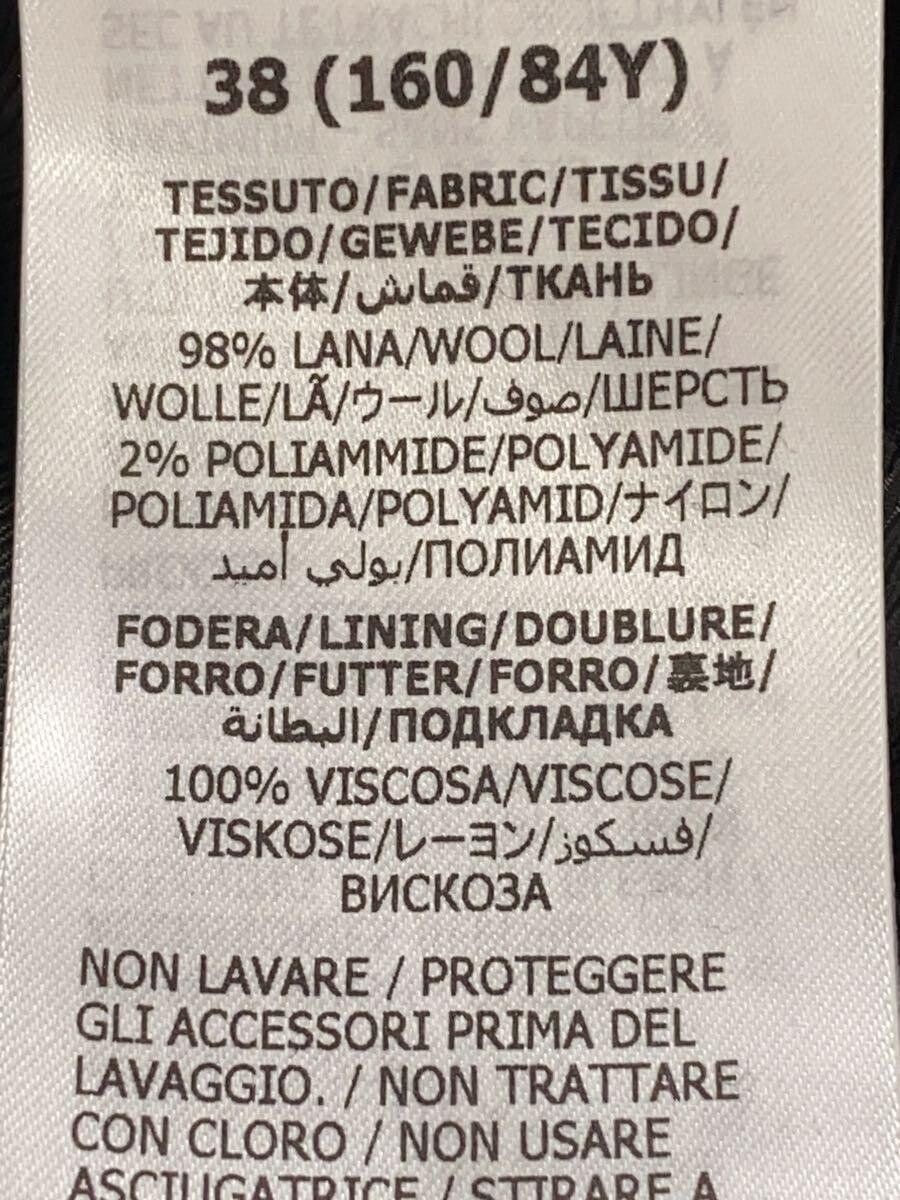 38 (160/84Y)
TESSUTO/FABRIC/TISSU/
TEJIDO/GEWEBE/TECIDO/
本体/قماش/ТКАНЬ
98% LANA/WOOL/LAINE/
WOLLE/LÃ/ウール/صوف/ШЕРСТЬ
2% POLIAMMIDE/POLYAMIDE/
POLIAMIDA/POLYAMID/ナイロン/
بولي أميد/ПОЛИАМИД
FODERA/LINING/DOUBLURE/
FORRO/FUTTER/FORRO/裏地/
البطانة/ПОДКЛАДКА
100% VISCOSA/VISCOSE/
VISKOSE/レーヨン/فسكوز/
ВИСКОЗА
NON LAVARE / PROTEGGERE
GLI ACCESSORI PRIMA DEL
LAVAGGIO. / NON TRATTARE
CON CLORO / NON USARE
ASCIUGATRICE / STIRARE A